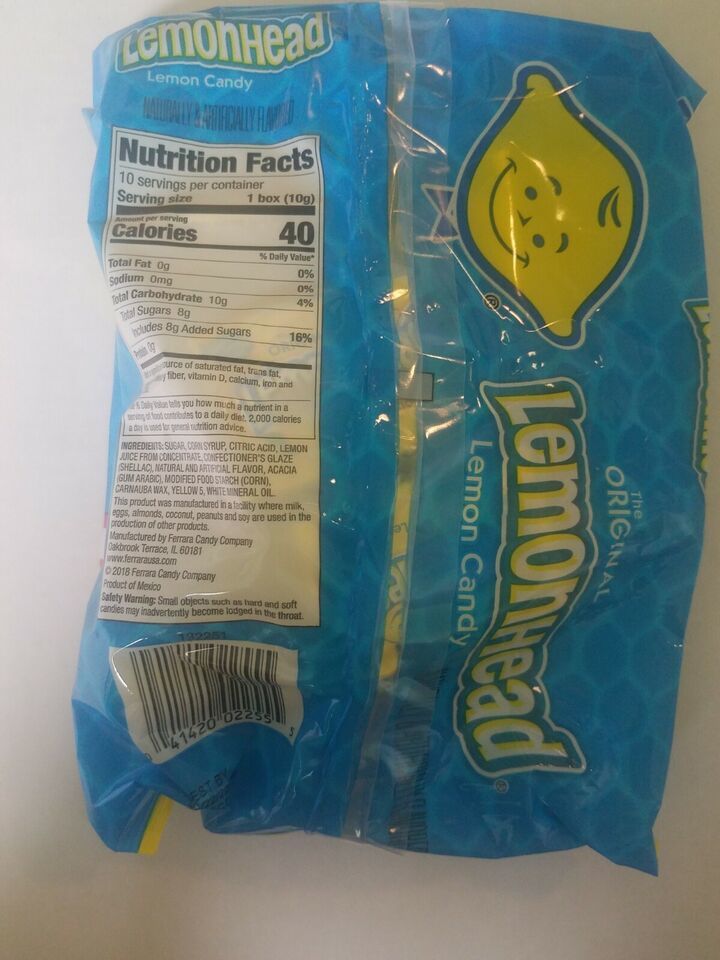 Lemonhead
Lemon Candy
NATURALLY & ARTIFICIALLY FLAVORED
Nutrition Facts
10 servings per container
Serving size 1 box (10g)
Amount per serving
Calories 40
% Daily Value*
Total Fat 0g 0%
Sodium 0mg 0%
Total Carbohydrate 10g 4%
Total Sugars 8g
Includes 8g Added Sugars 16%
Protein 0g
source of saturated fat, trans fat,
fiber, vitamin D, calcium, iron and
% Daily Value tells you how much a nutrient in a
serving of food contributes to a daily diet. 2,000 calories
a day is used for general nutrition advice.
INGREDIENTS: SUGAR, CORN SYRUP, CITRIC ACID, LEMON
JUICE FROM CONCENTRATE, CONFECTIONER'S GLAZE
(SHELLAC), NATURAL AND ARTIFICIAL FLAVOR, ACACIA
(GUM ARABIC), MODIFIED FOOD STARCH (CORN),
CARNAUBA WAX, YELLOW 5, WHITE MINERAL OIL.
This product was manufactured in a facility where milk,
eggs, almonds, coconut, peanuts and soy are used in the
production of other products.
Manufactured by Ferrara Candy Company
Oakbrook Terrace, IL 60181
www.ferrarausa.com
© 2018 Ferrara Candy Company
Product of Mexico
Safety Warning: Small objects such as hard and soft
candies may inadvertently become lodged in the throat.
132251
0 41420 02255 5
BEST BY
®
The
ORIGINAL
Lemonhead®
Lemon Candy